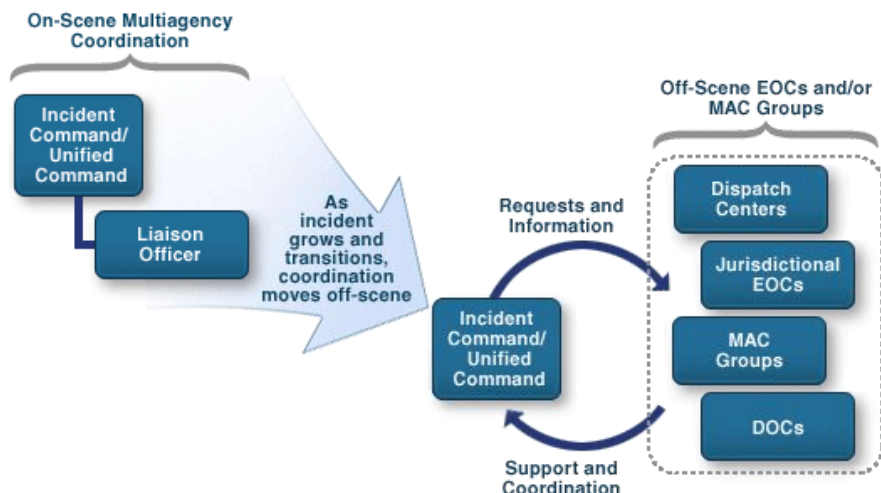 On-Scene Multiagency
Coordination
Incident
Command/
Unified
Command
Liaison
Officer
As
incident
grows and
transitions,
coordination
moves off-scene
Incident
Command/
Unified
Command
Requests and
Information
Support and
Coordination
Off-Scene EOCs and/or
MAC Groups
Dispatch
Centers
Jurisdictional
EOCs
MAC
Groups
DOCs